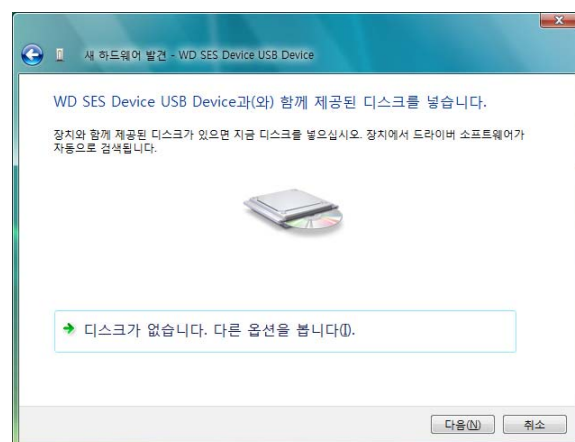 새 하드웨어 발견 - WD SES Device USB Device
WD SES Device USB Device과(와) 함께 제공된 디스크를 넣습니다.
장치와 함께 제공된 디스크가 있으면 지금 디스크를 넣으십시오. 장치에서 드라이버 소프트웨어가
자동으로 검색됩니다.
디스크가 없습니다. 다른 옵션을 봅니다(I).
다음(N) 취소